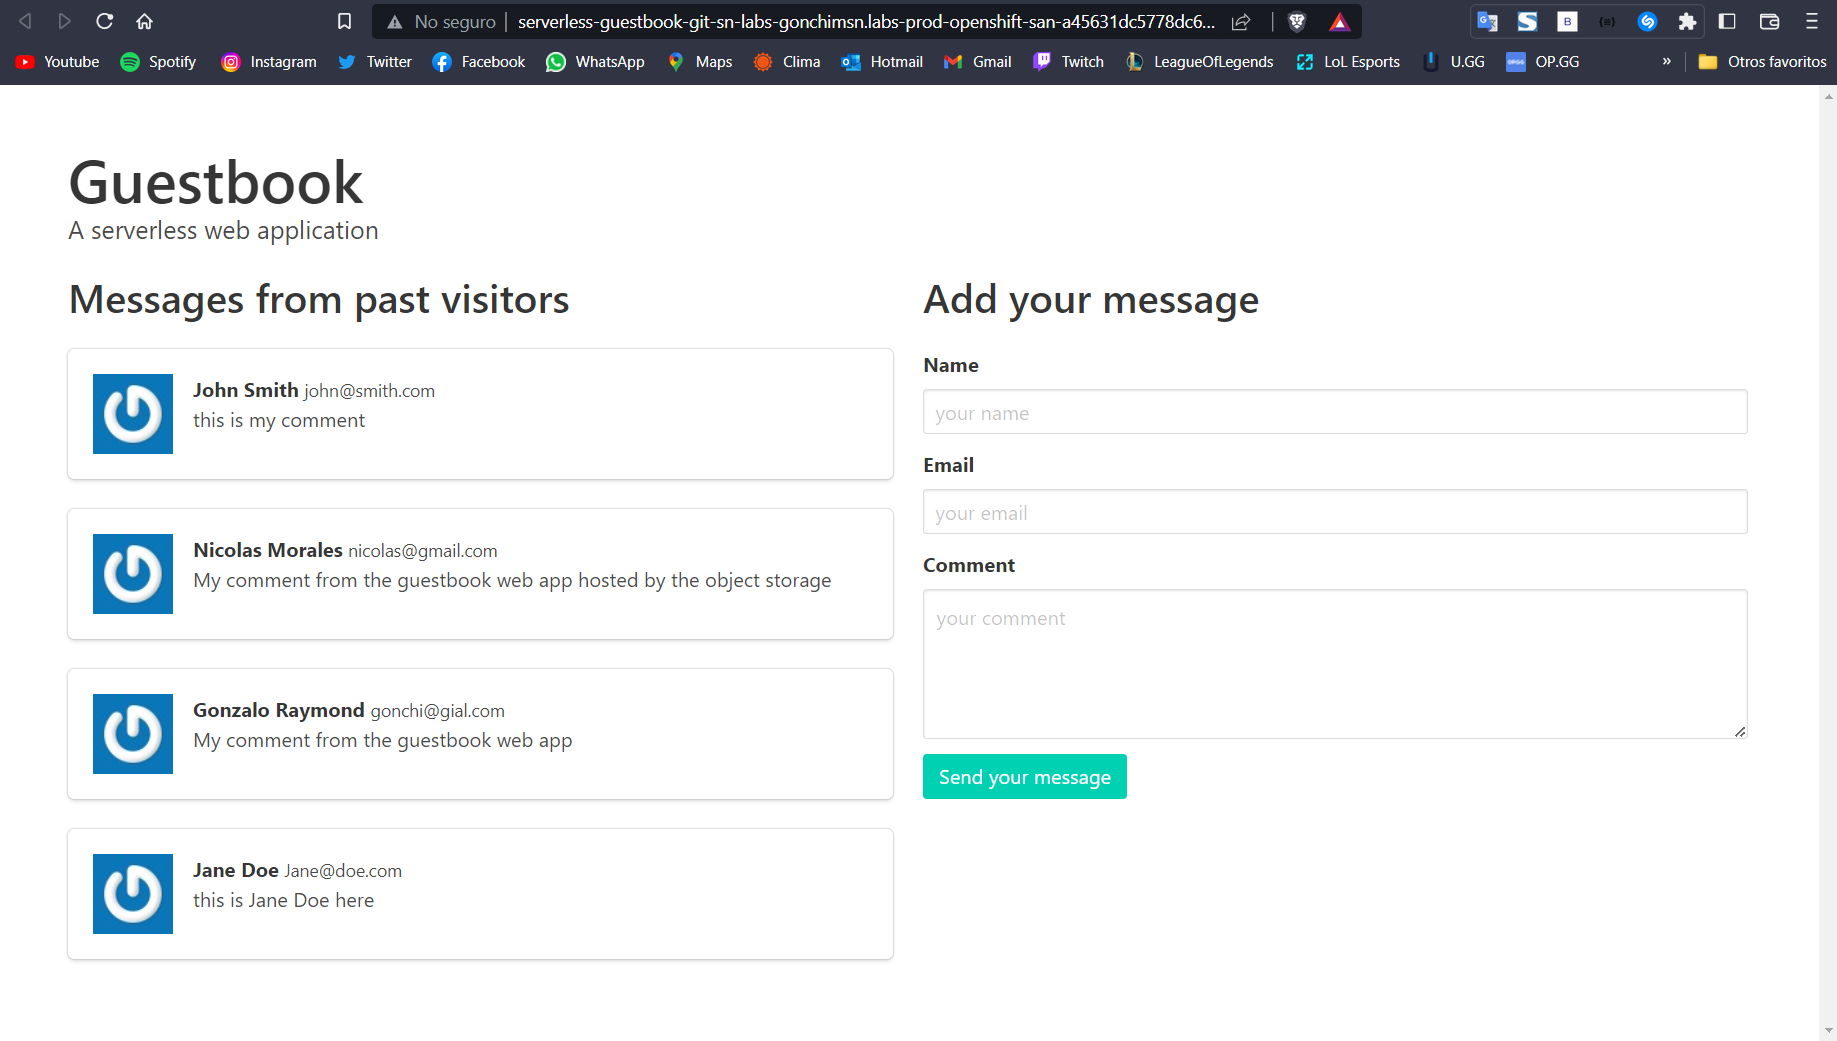 No seguro
serverless-guestbook-git-sn-labs-gonchimsn.labs-prod-openshift-san-a45631dc5778dc6...
Youtube Spotify Instagram Twitter Facebook WhatsApp Maps Clima Hotmail Gmail Twitch LeagueOfLegends LoL Esports U.GG OP.GG » Otros favoritos
Guestbook
A serverless web application
Messages from past visitors
John Smith john@smith.com
this is my comment
Nicolas Morales nicolas@gmail.com
My comment from the guestbook web app hosted by the object storage
Gonzalo Raymond gonchi@gial.com
My comment from the guestbook web app
Jane Doe Jane@doe.com
this is Jane Doe here
Add your message
Name
your name
Email
your email
Comment
your comment
Send your message